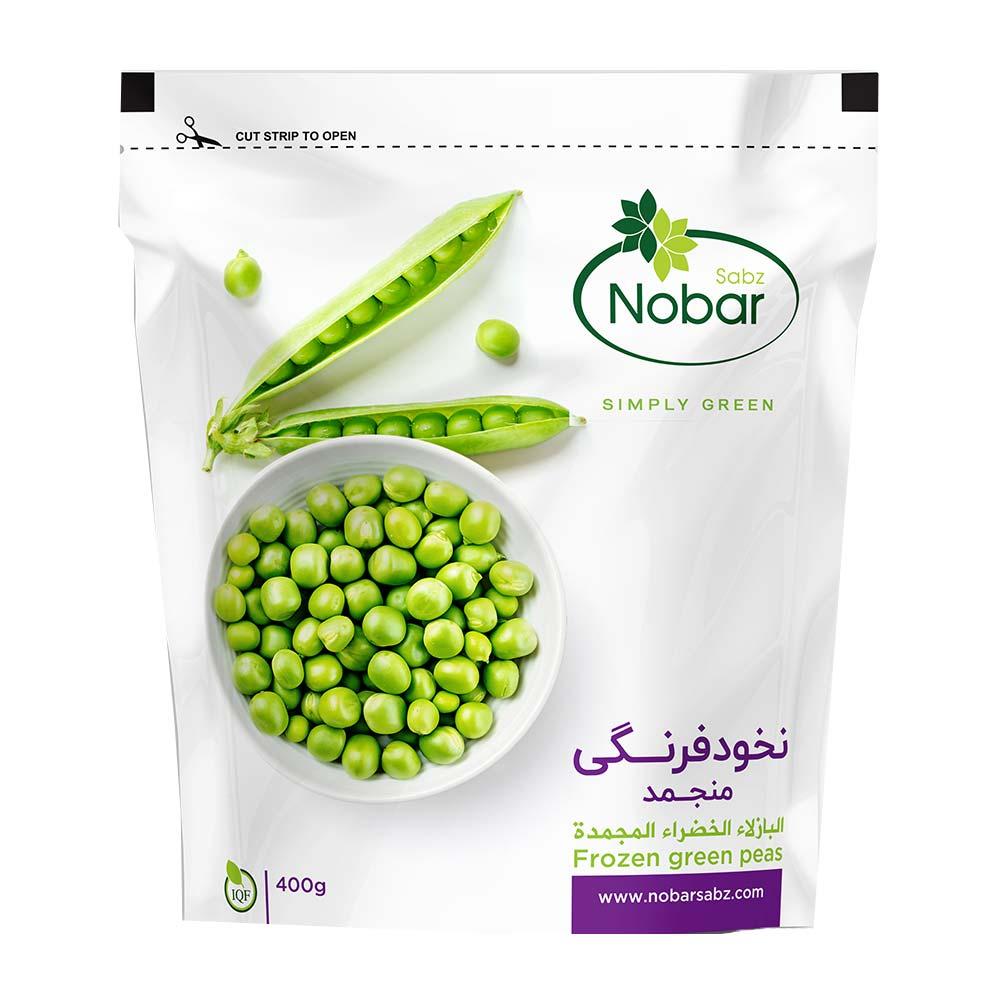 CUT STRIP TO OPEN
Sabz
Nobar
SIMPLY GREEN
نخودفرنگی
منجمد
البازلاء الخضراء المجمدة
Frozen green peas
www.nobarsabz.com
IQF
400g